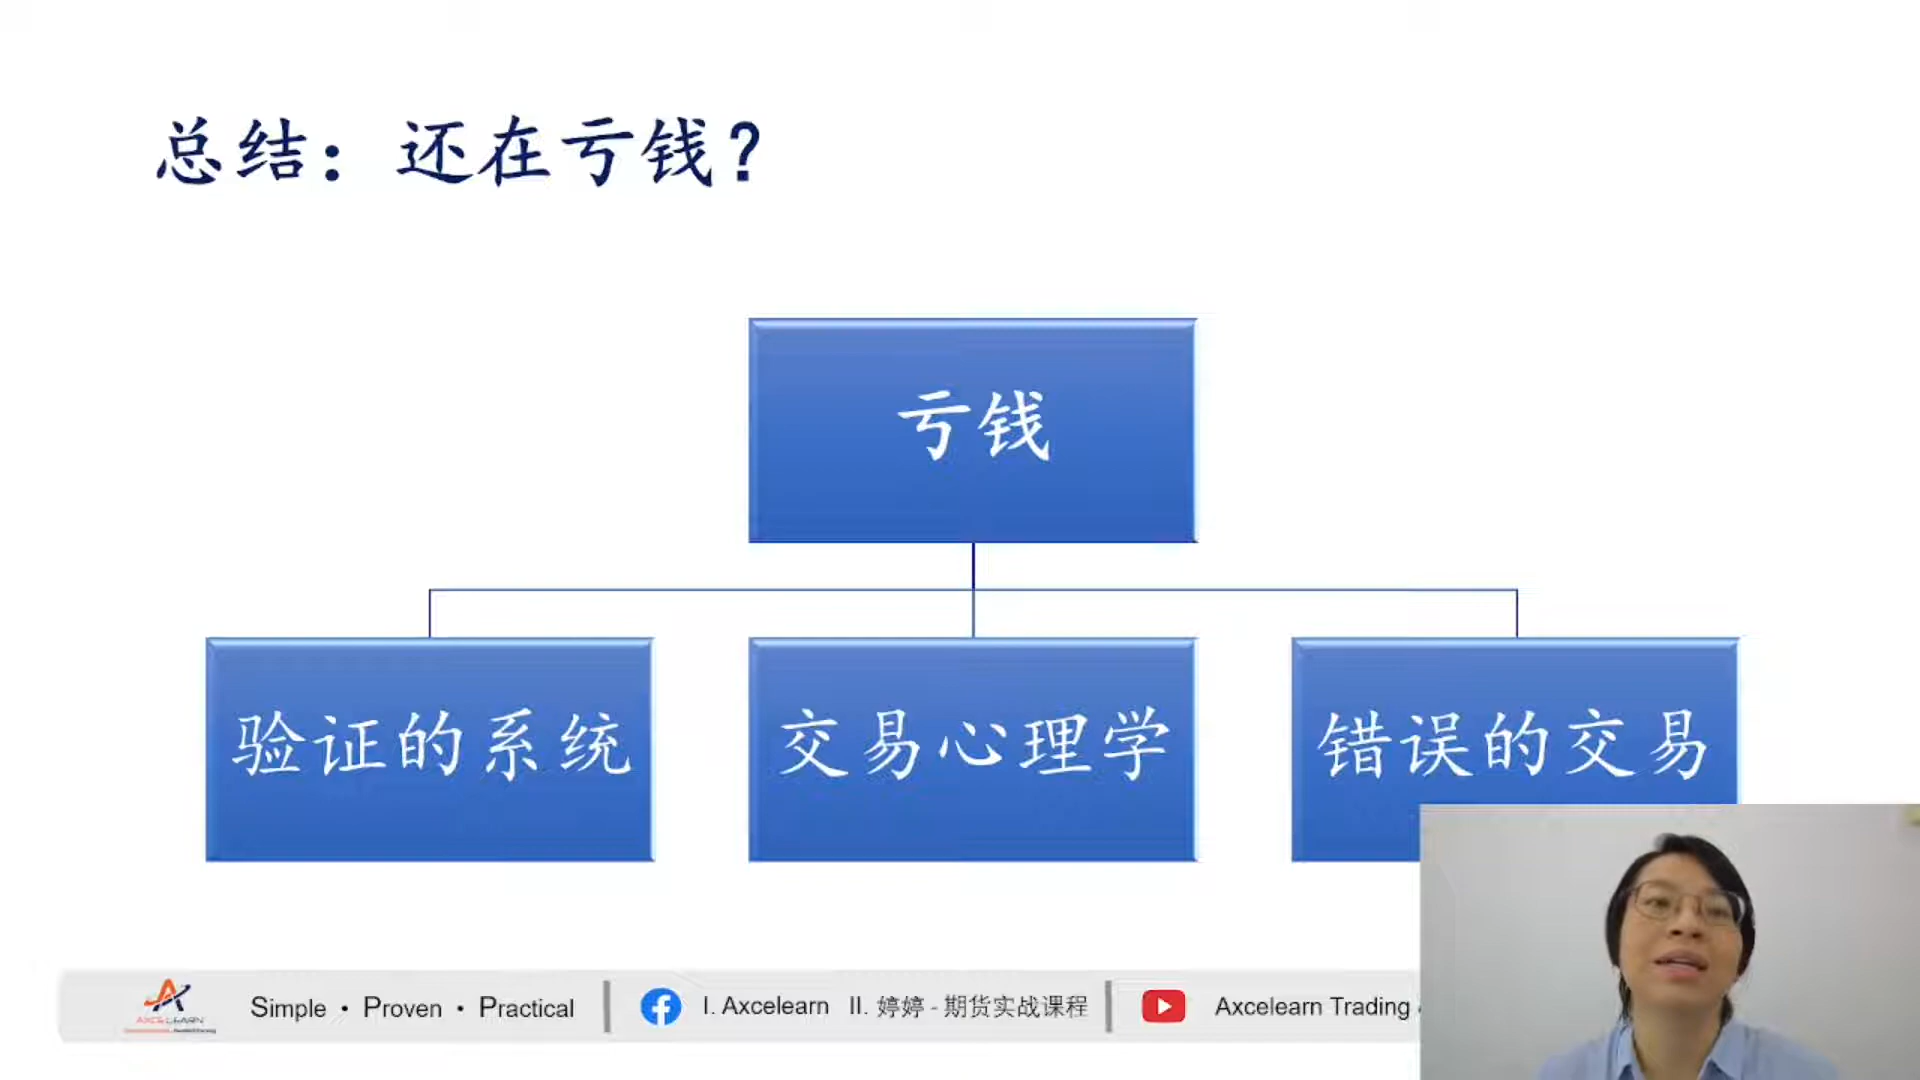 总结：还在亏钱？
亏钱
验证的系统
交易心理学
错误的交易
AXCELEARN
Simple • Proven • Practical
I. Axcelearn II. 婷婷 - 期货实战课程
Axcelearn Trading